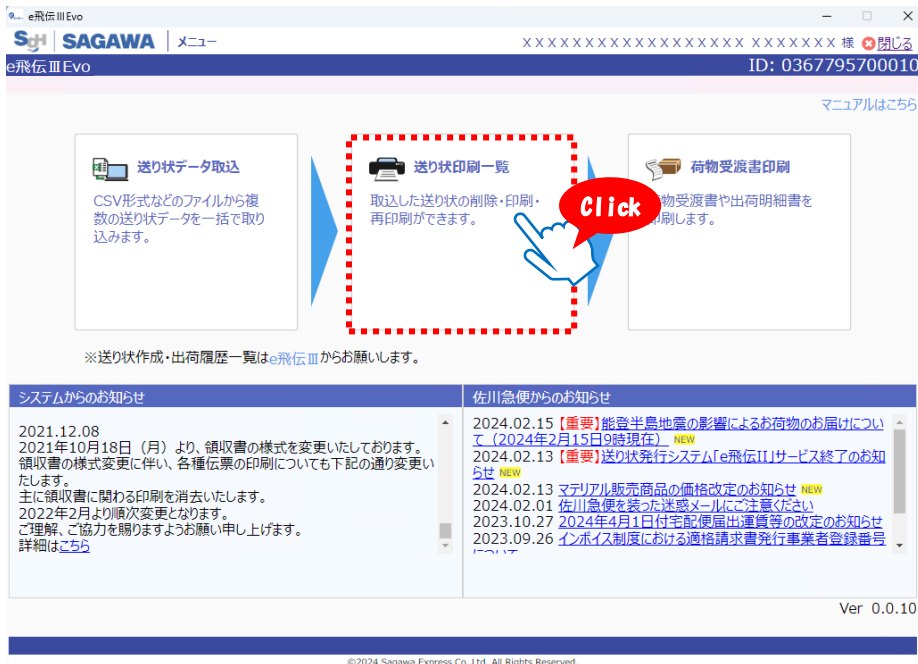 e飛伝ⅢEvo
SGH SAGAWA メニュー
XXXXXXXXXXXXXXXXXX XXXXXXX 様 閉じる
e飛伝ⅢEvo
ID: 0367795700010
マニュアルはこちら
送り状データ取込
CSV形式などのファイルから複
数の送り状データを一括で取り
込みます。
送り状印刷一覧
取込した送り状の削除・印刷・
再印刷ができます。
Click
荷物受渡書印刷
物受渡書や出荷明細書を
印刷します。
※送り状作成・出荷履歴一覧はe飛伝Ⅲからお願いします。
システムからのお知らせ
2021.12.08
2021年10月18日（月）より、領収書の様式を変更いたしております。
領収書の様式変更に伴い、各種伝票の印刷についても下記の通り変更い
たします。
主に領収書に関わる印刷を消去いたします。
2022年2月より順次変更となります。
ご理解、ご協力を賜りますようお願い申し上げます。
詳細はこちら
佐川急便からのお知らせ
2024.02.15 【重要】能登半島地震の影響によるお荷物のお届けについ
て（2024年2月15日9時現在） NEW
2024.02.13 【重要】送り状発行システム「e飛伝II」サービス終了のお知
らせ NEW
2024.02.13 マテリアル販売商品の価格改定のお知らせ NEW
2024.02.01 佐川急便を装った迷惑メールにご注意ください
2023.10.27 2024年4月1日付宅配便届出運賃等の改定のお知らせ
2023.09.26 インボイス制度における適格請求書発行事業者登録番号
について
Ver 0.0.10
©2024 Sagawa Express Co.,Ltd. All Rights Reserved.